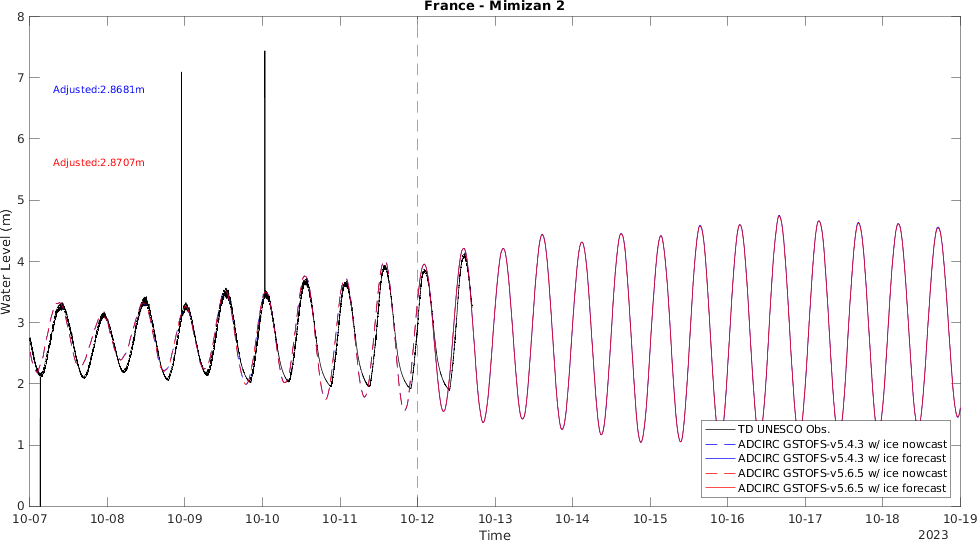 France - Mimizan 2
8
7
6
5
4
3
2
1
0
Water Level (m)
Adjusted:2.8681m
Adjusted:2.8707m
TD UNESCO Obs.
ADCIRC GSTOFS-v5.4.3 w/ ice nowcast
ADCIRC GSTOFS-v5.4.3 w/ ice forecast
ADCIRC GSTOFS-v5.6.5 w/ ice nowcast
ADCIRC GSTOFS-v5.6.5 w/ ice forecast
10-07 10-08 10-09 10-10 10-11 10-12 10-13 10-14 10-15 10-16 10-17 10-18 10-19
Time
2023